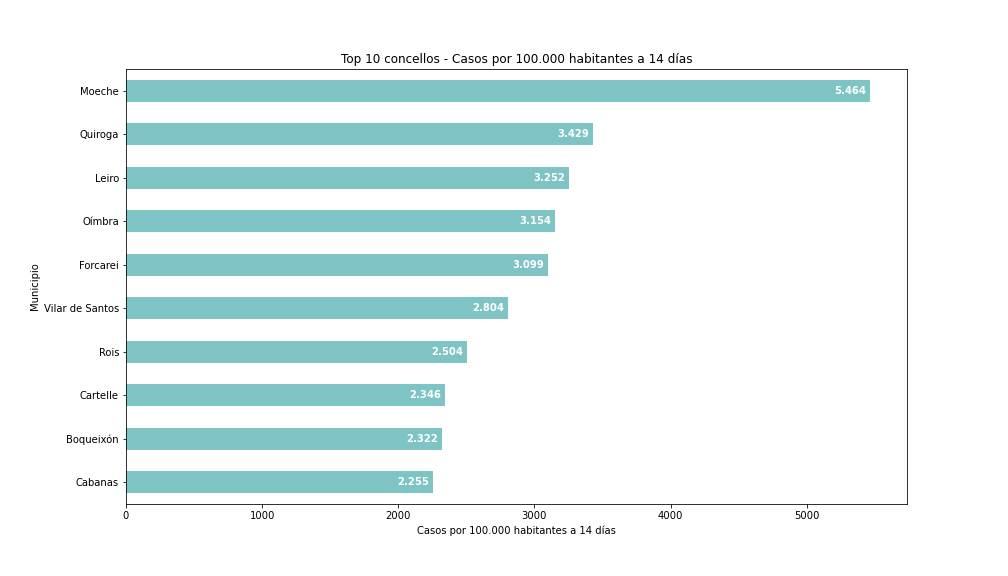 Top 10 concellos - Casos por 100.000 habitantes a 14 días
Municipio
Moeche 5.464
Quiroga 3.429
Leiro 3.252
Oímbra 3.154
Forcarei 3.099
Vilar de Santos 2.804
Rois 2.504
Cartelle 2.346
Boqueixón 2.322
Cabanas 2.255
0 1000 2000 3000 4000 5000
Casos por 100.000 habitantes a 14 días